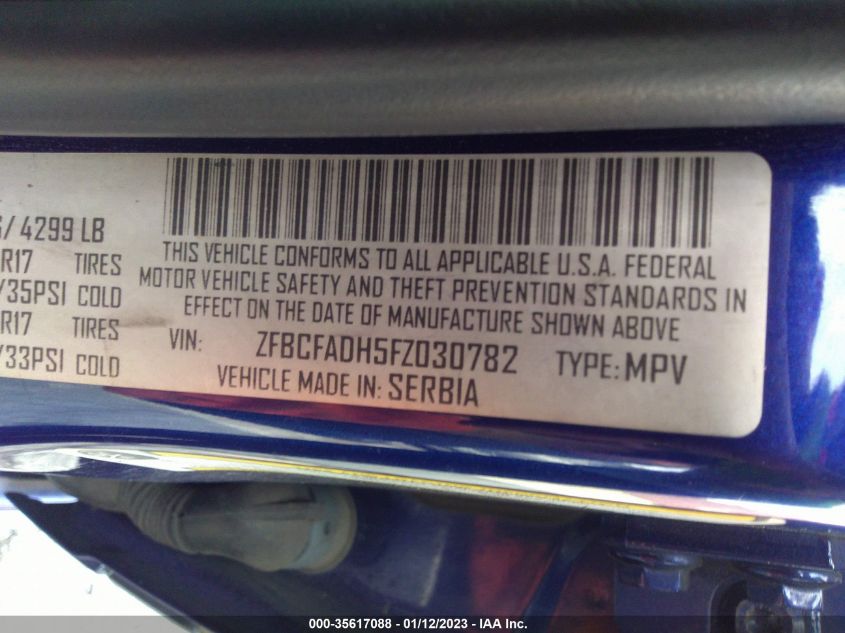 / 4299 LB
R17 TIRES
/35PSI COLD
R17 TIRES
/33PSI COLD
THIS VEHICLE CONFORMS TO ALL APPLICABLE U.S.A. FEDERAL
MOTOR VEHICLE SAFETY AND THEFT PREVENTION STANDARDS IN
EFFECT ON THE DATE OF MANUFACTURE SHOWN ABOVE
VIN: ZFBCFADH5FZ030782 TYPE: MPV
VEHICLE MADE IN: SERBIA
000-35617088 - 01/12/2023 - IAA Inc.